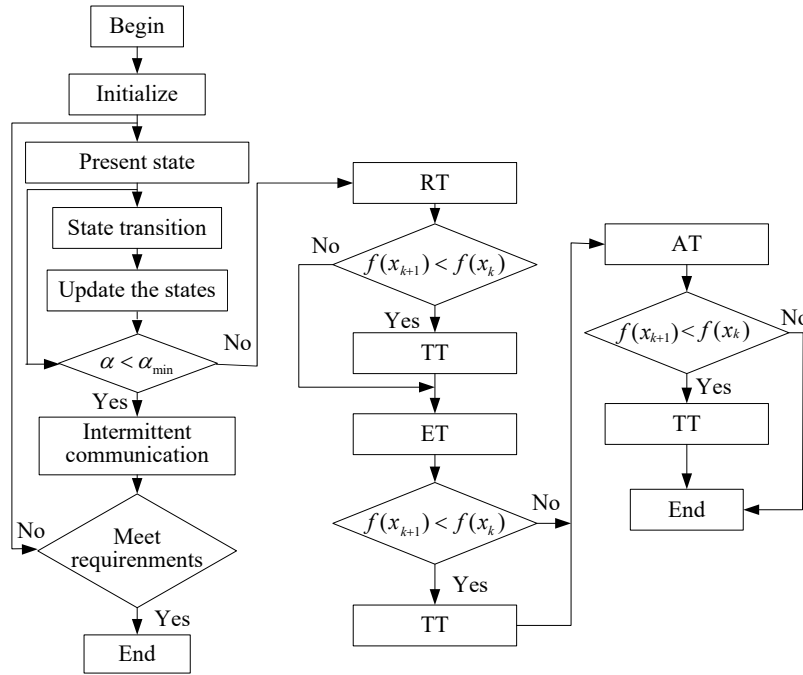 Begin
Initialize
Present state
State transition
Update the states
α < α_min
No
Yes
Intermittent
communication
No
Meet
requirenments
Yes
End
RT
No
f(x_{k+1}) < f(x_k)
Yes
TT
ET
f(x_{k+1}) < f(x_k)
No
Yes
TT
AT
No
f(x_{k+1}) < f(x_k)
Yes
TT
End